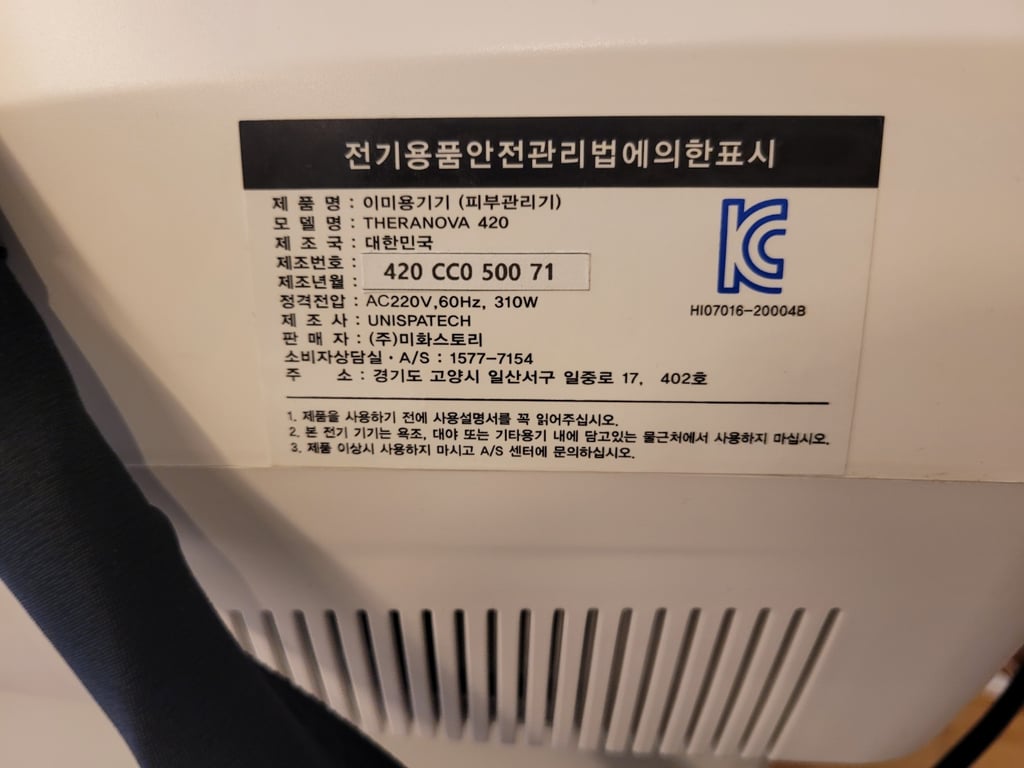 전기용품안전관리법에의한표시
제 품 명 : 이미용기기 (피부관리기)
모 델 명 : THERANOVA 420
제 조 국 : 대한민국
제조번호 :
420 CC0 500 71
제조년월 :
정격전압 : AC220V,60Hz, 310W
제 조 사 : UNISPATECH
판 매 자 : (주)미화스토리
소비자상담실・A/S : 1577-7154
주 소 : 경기도 고양시 일산서구 일중로 17, 402호
KC
HI07016-20004B
1. 제품을 사용하기 전에 사용설명서를 꼭 읽어주십시오.
2. 본 전기 기기는 욕조, 대야 또는 기타용기 내에 담고있는 물근처에서 사용하지 마십시오.
3. 제품 이상시 사용하지 마시고 A/S 센터에 문의하십시오.